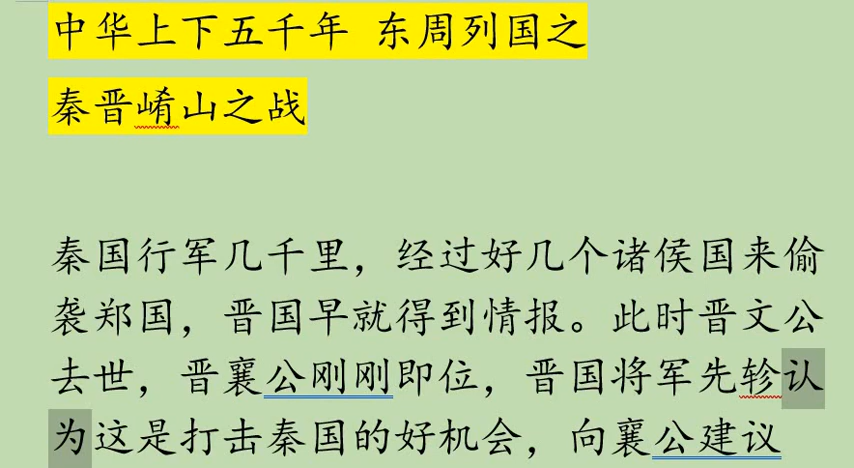 中华上下五千年 东周列国之
秦晋崤山之战
秦国行军几千里，经过好几个诸侯国来偷
袭郑国，晋国早就得到情报。此时晋文公
去世，晋襄公刚刚即位，晋国将军先轸认
为这是打击秦国的好机会，向襄公建议